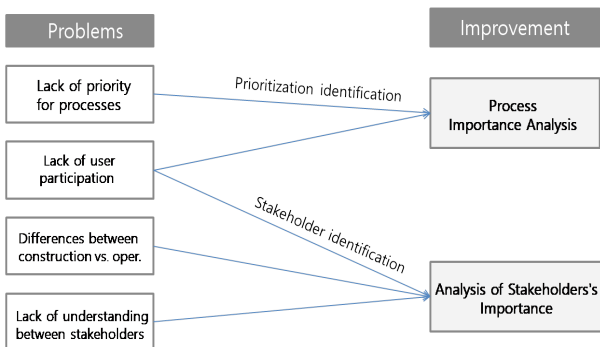 Problems
Improvement
Lack of priority
for processes
Prioritization identification
Process
Importance Analysis
Lack of user
participation
Stakeholder identification
Differences between
construction vs. oper.
Analysis of Stakeholders's
Importance
Lack of understanding
between stakeholders